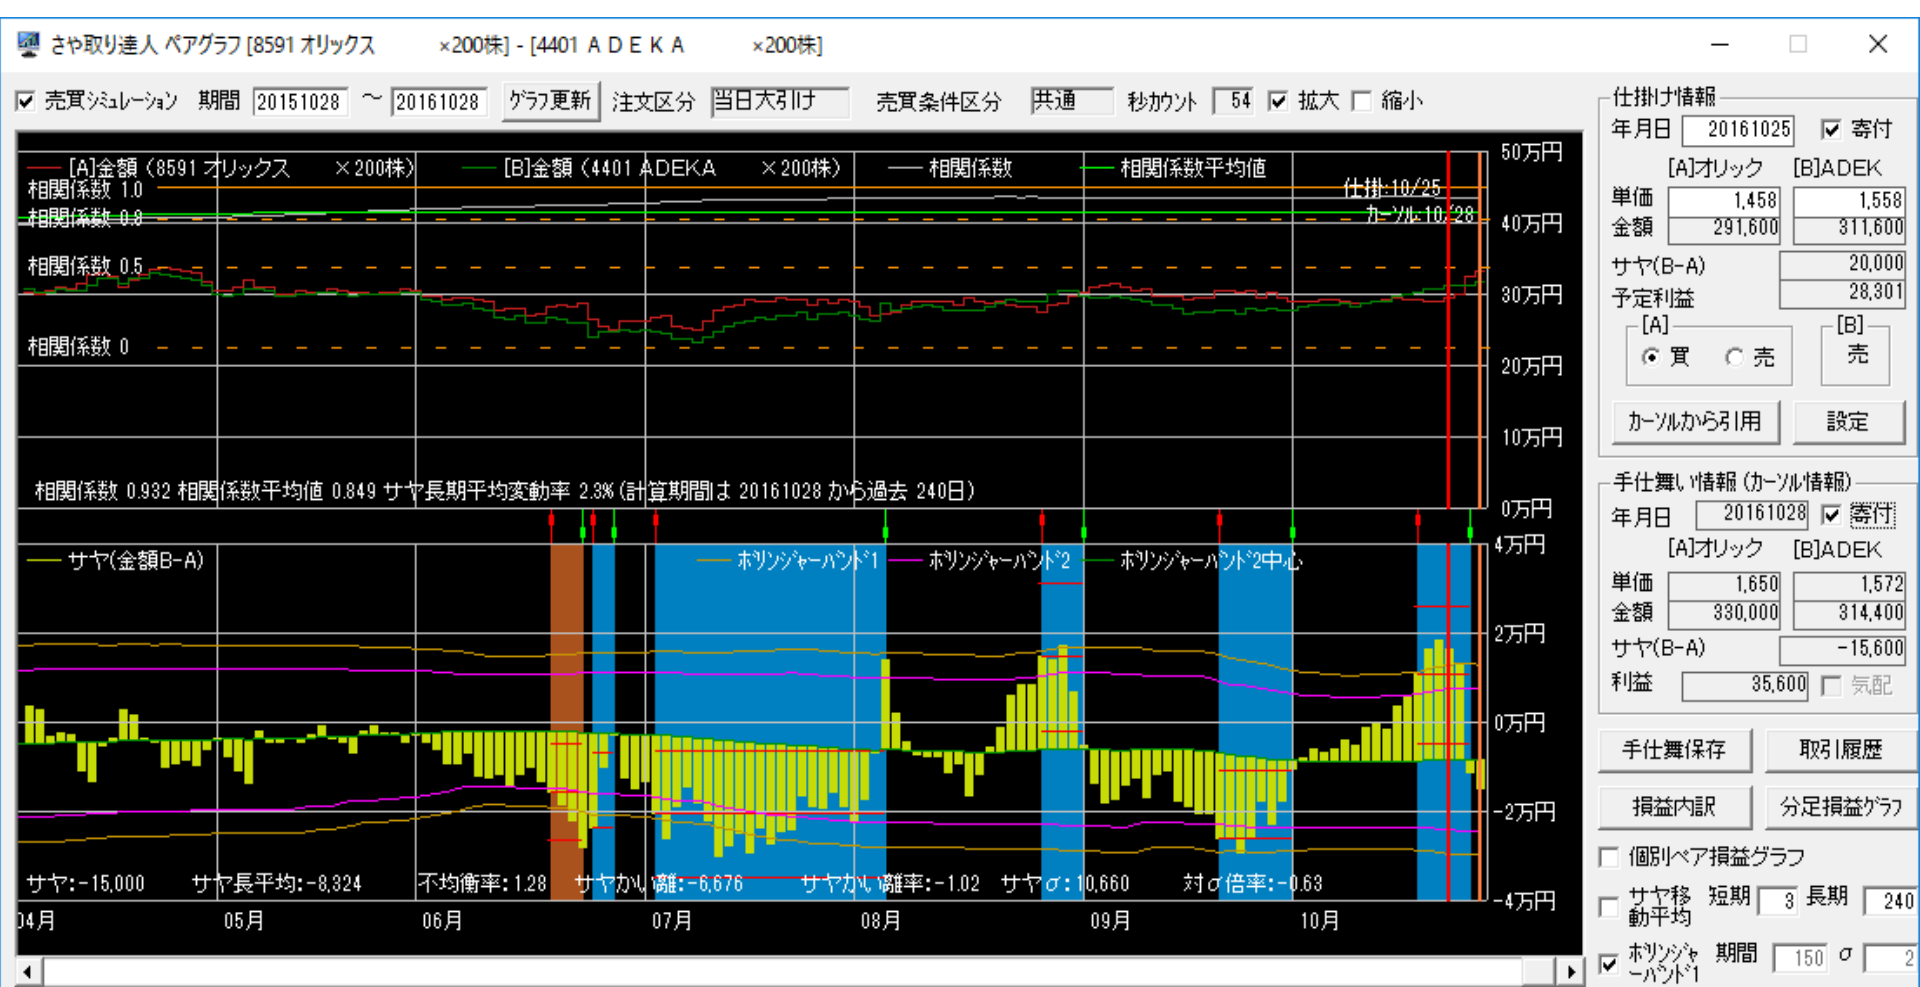 さや取り達人 ペアグラフ [8591 オリックス ×200株] - [4401 ＡＤＥＫＡ ×200株]
売買ｼﾐｭﾚｰｼｮﾝ 期間 20151028 ～ 20161028 ｸﾞﾗﾌ更新 注文区分 当日大引け 売買条件区分 共通 秒ｶｳﾝﾄ 54 拡大 縮小
[A]金額 (8591 オリックス ×200株) [B]金額 (4401 ADEKA ×200株) 相関係数 相関係数平均値
50万円
相関係数 1.0
仕掛:10/25
相関係数 0.8
ｶｰｿﾙ:10/28
40万円
相関係数 0.5
30万円
相関係数 0
20万円
10万円
相関係数 0.932 相関係数平均値 0.849 サヤ長期平均変動率 2.3% (計算期間は 20161028 から過去 240日)
0万円
4万円
サヤ(金額B-A) ﾎﾞﾘﾝｼﾞｬｰﾊﾞﾝﾄﾞ1 ﾎﾞﾘﾝｼﾞｬｰﾊﾞﾝﾄﾞ2 ﾎﾞﾘﾝｼﾞｬｰﾊﾞﾝﾄﾞ2中心
2万円
0万円
-2万円
サヤ:-15,000 サヤ長平均:-8,324 不均衡率:1.28 サヤかい離:-6,676 サヤかい離率:-1.02 サヤσ:10,660 対σ倍率:-0.63
-4万円
04月 05月 06月 07月 08月 09月 10月
仕掛け情報
年月日 20161025 寄付
[A]オリック [B]ADEK
単価 1,458 1,558
金額 291,600 311,600
サヤ(B-A) 20,000
予定利益 28,301
[A] [B]
買 売 売
ｶｰｿﾙから引用 設定
手仕舞い情報 (ｶｰｿﾙ情報)
年月日 20161028 寄付
[A]オリック [B]ADEK
単価 1,650 1,572
金額 330,000 314,400
サヤ(B-A) -15,600
利益 35,600 気配
手仕舞保存 取引履歴
損益内訳 分足損益ｸﾞﾗﾌ
個別ペア損益グラフ
サヤ移動平均 短期 3 長期 240
ﾎﾞﾘﾝｼﾞｬｰﾊﾞﾝﾄﾞ1 期間 150 σ 2